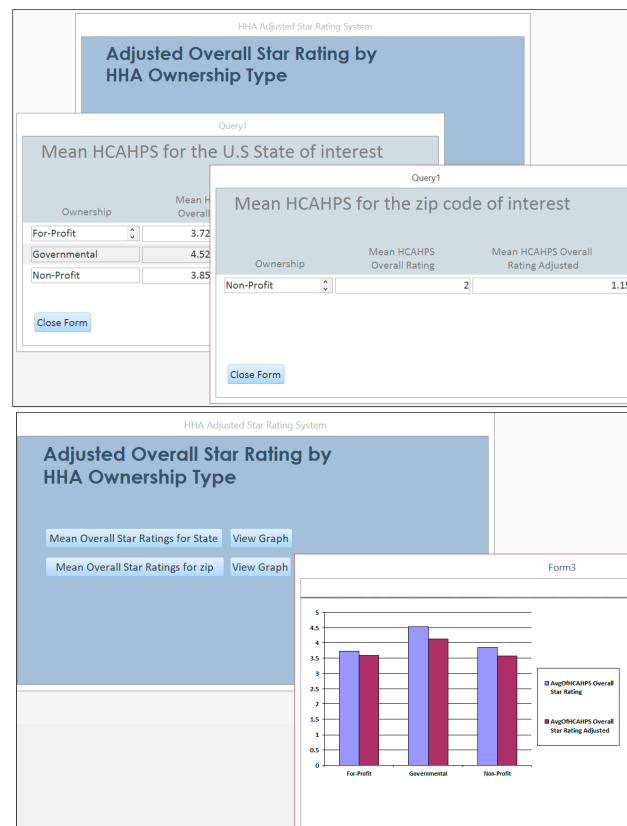 HHA Adjusted Star Rating System
Adjusted Overall Star Rating by
HHA Ownership Type
Query1
Mean HCAHPS for the U.S State of interest
Ownership
Mean H
Overall
For-Profit 3.72
Governmental 4.52
Non-Profit 3.85
Close Form
Query1
Mean HCAHPS for the zip code of interest
Ownership
Mean HCAHPS
Overall Rating
Mean HCAHPS Overall
Rating Adjusted
Non-Profit 2 1.15
Close Form
HHA Adjusted Star Rating System
Adjusted Overall Star Rating by
HHA Ownership Type
Mean Overall Star Ratings for State View Graph
Mean Overall Star Ratings for zip View Graph
Form3
5
4.5
4
3.5
3
2.5
2
1.5
1
0.5
0
For-Profit Governmental Non-Profit
AvgOfHCAHPS Overall
Star Rating
AvgOfHCAHPS Overall
Star Rating Adjusted